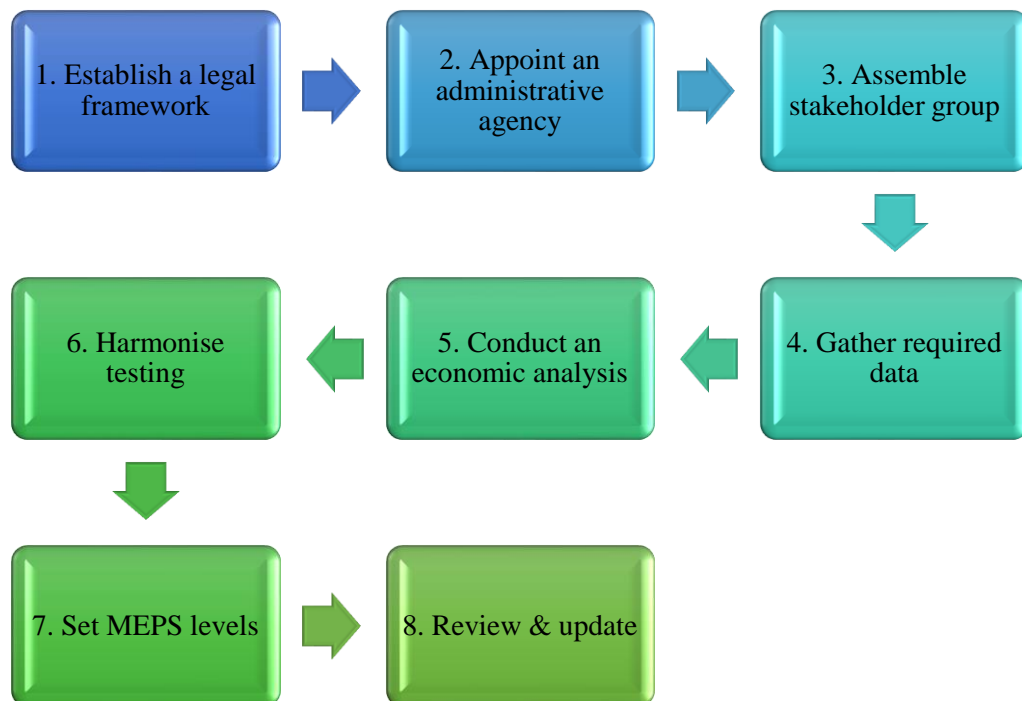 1. Establish a legal
framework
2. Appoint an
administrative
agency
3. Assemble
stakeholder group
4. Gather required
data
5. Conduct an
economic analysis
6. Harmonise
testing
7. Set MEPS levels
8. Review & update